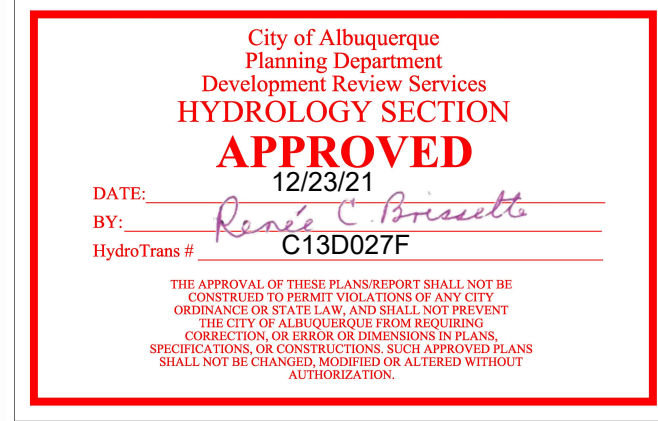 City of Albuquerque
Planning Department
Development Review Services
HYDROLOGY SECTION
APPROVED
DATE: 12/23/21
BY: Renée C. Brissette
HydroTrans # C13D027F
THE APPROVAL OF THESE PLANS/REPORT SHALL NOT BE
CONSTRUED TO PERMIT VIOLATIONS OF ANY CITY
ORDINANCE OR STATE LAW, AND SHALL NOT PREVENT
THE CITY OF ALBUQUERQUE FROM REQUIRING
CORRECTION, OR ERROR OR DIMENSIONS IN PLANS,
SPECIFICATIONS, OR CONSTRUCTIONS. SUCH APPROVED PLANS
SHALL NOT BE CHANGED, MODIFIED OR ALTERED WITHOUT
AUTHORIZATION.